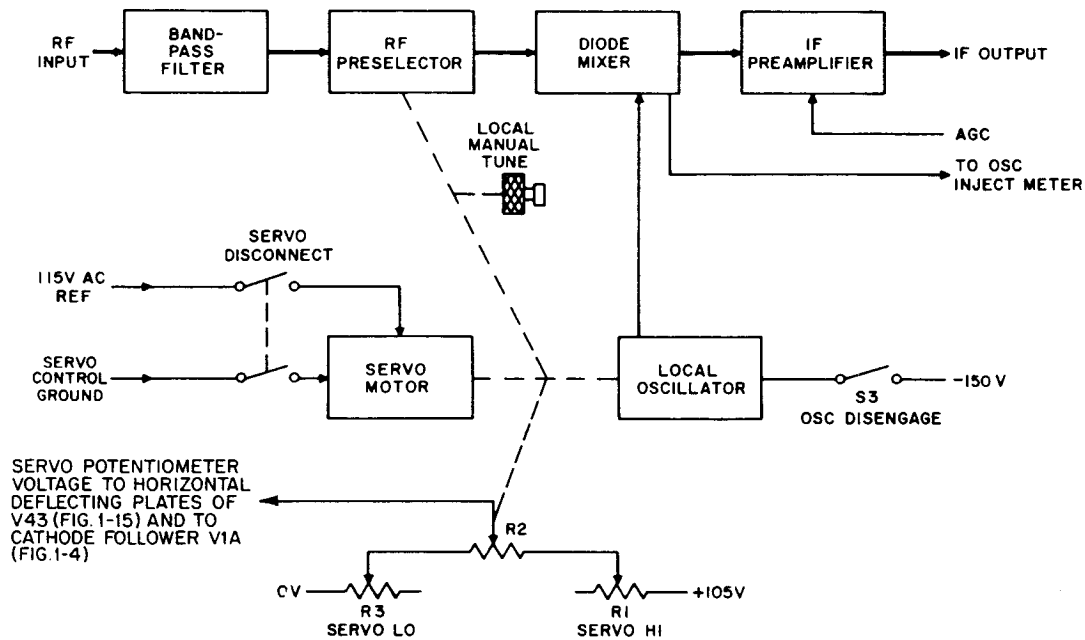 RF
INPUT
BAND-
PASS
FILTER
RF
PRESELECTOR
DIODE
MIXER
IF
PREAMPLIFIER
IF OUTPUT
AGC
TO OSC
INJECT METER
LOCAL
MANUAL
TUNE
SERVO
DISCONNECT
115V AC
REF
SERVO
CONTROL
GROUND
SERVO
MOTOR
LOCAL
OSCILLATOR
-150 V
S3
OSC DISENGAGE
SERVO POTENTIOMETER
VOLTAGE TO HORIZONTAL
DEFLECTING PLATES OF
V43 (FIG. 1-15) AND TO
CATHODE FOLLOWER V1A
(FIG.1-4)
R2
0V
R3
SERVO LO
R1
SERVO HI
+105V